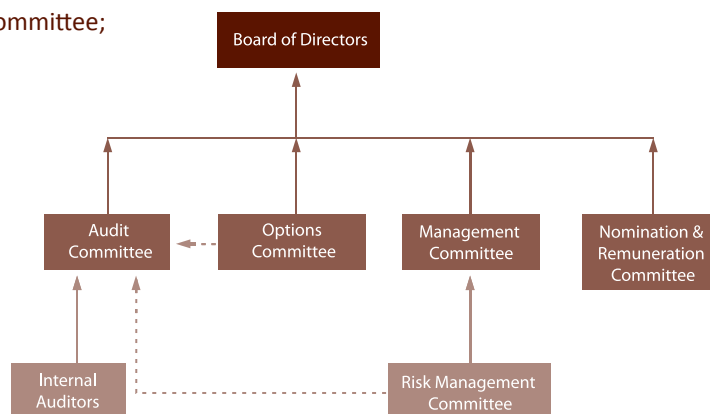 ommittee;
Board of Directors
Audit
Committee
Options
Committee
Management
Committee
Nomination &
Remuneration
Committee
Internal
Auditors
Risk Management
Committee